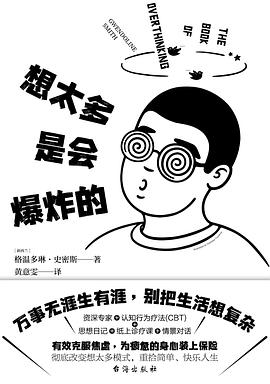 THE
BOOK
OF
OVERTHINKING
GWENDOLINE
SMITH
想太多
是会
爆炸的
[新西兰]
格温多琳·史密斯——著
黄意雯——译
万事无涯生有涯，别把生活想复杂
资深专家+认知行为疗法(CBT)
+
思想日记+纸上诊疗课+情景对话
有效克服焦虑，为疲惫的身心装上保险
彻底改变想太多模式，重拾简单、快乐人生
台海出版社